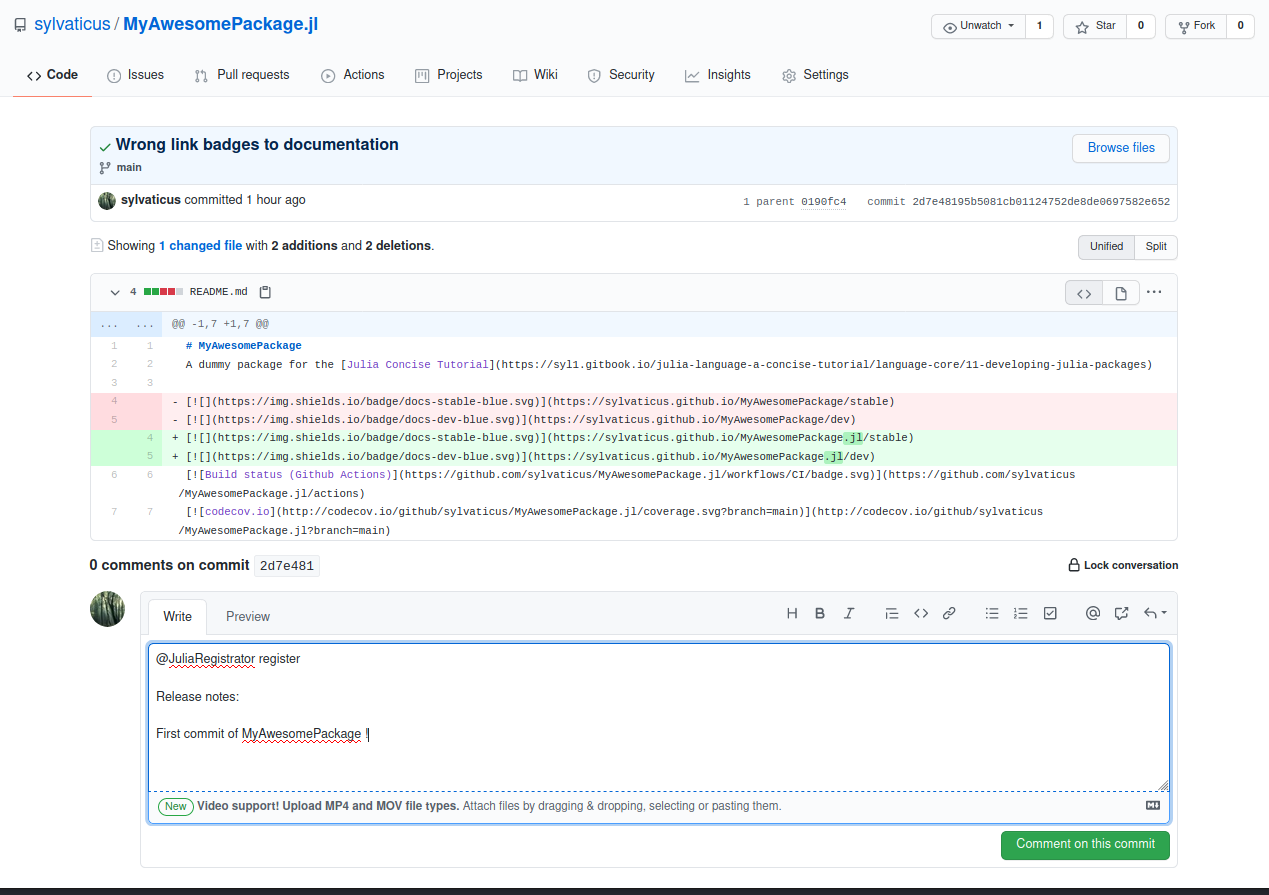 sylvaticus / MyAwesomePackage.jl
Unwatch 1 Star 0 Fork 0
Code Issues Pull requests Actions Projects Wiki Security Insights Settings
Wrong link badges to documentation
Browse files
main
sylvaticus committed 1 hour ago
1 parent 0190fc4 commit 2d7e48195b5081cb01124752de8de0697582e652
Showing 1 changed file with 2 additions and 2 deletions.
Unified Split
4 README.md
... ... @@ -1,7 +1,7 @@
1 1 # MyAwesomePackage
2 2 A dummy package for the [Julia Concise Tutorial](https://syl1.gitbook.io/julia-language-a-concise-tutorial/language-core/11-developing-julia-packages)
3 3
4 - [![](https://img.shields.io/badge/docs-stable-blue.svg)](https://sylvaticus.github.io/MyAwesomePackage/stable)
5 - [![](https://img.shields.io/badge/docs-dev-blue.svg)](https://sylvaticus.github.io/MyAwesomePackage/dev)
4 + [![](https://img.shields.io/badge/docs-stable-blue.svg)](https://sylvaticus.github.io/MyAwesomePackage.jl/stable)
5 + [![](https://img.shields.io/badge/docs-dev-blue.svg)](https://sylvaticus.github.io/MyAwesomePackage.jl/dev)
6 6 [![Build status (Github Actions)](https://github.com/sylvaticus/MyAwesomePackage.jl/workflows/CI/badge.svg)](https://github.com/sylvaticus
/MyAwesomePackage.jl/actions)
7 7 [![codecov.io](http://codecov.io/github/sylvaticus/MyAwesomePackage.jl/coverage.svg?branch=main)](http://codecov.io/github/sylvaticus
/MyAwesomePackage.jl?branch=main)
0 comments on commit 2d7e481
Lock conversation
Write Preview
@JuliaRegistrator register
Release notes:
First commit of MyAwesomePackage !
New Video support! Upload MP4 and MOV file types. Attach files by dragging & dropping, selecting or pasting them.
Comment on this commit